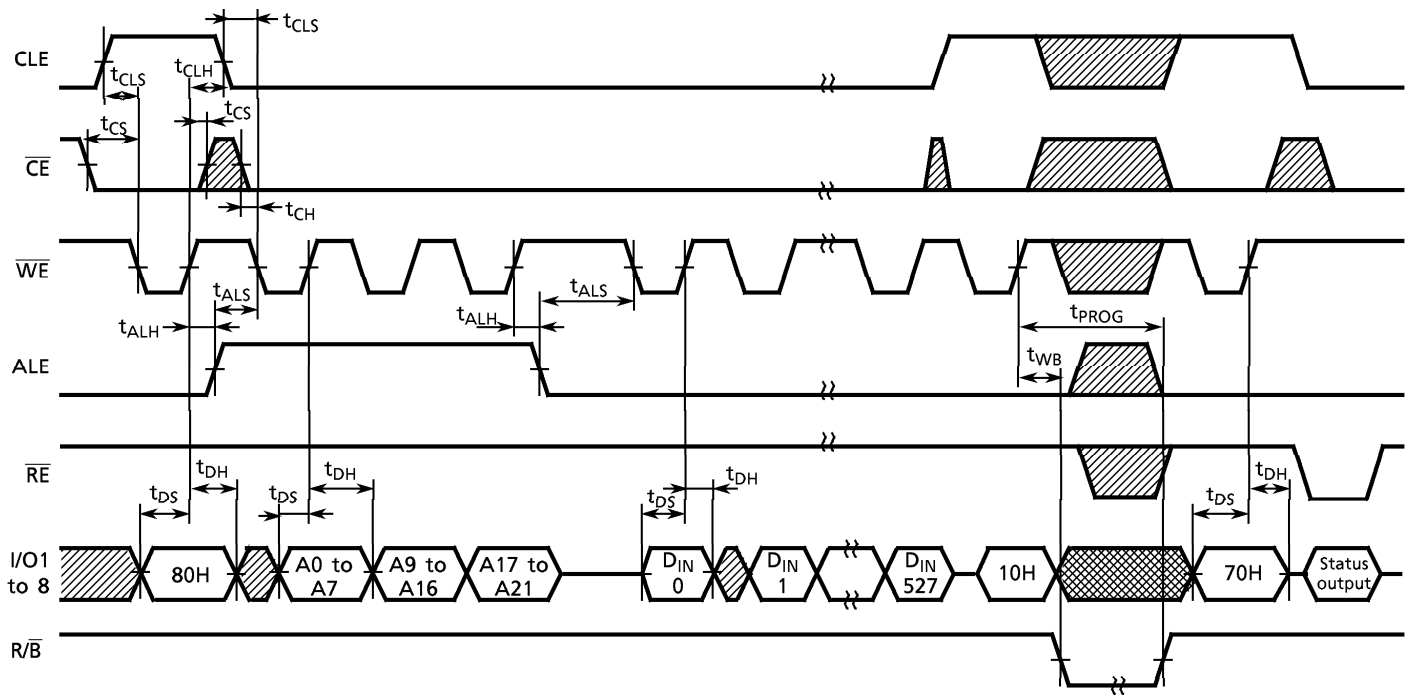 tCLS
CLE
tCLS
tCLH
tCS
tCS
CE
tCH
WE
tALS
tALS
tALH
tALH
tPROG
tWB
ALE
RE
tDS
tDH
tDS
tDH
tDS
tDH
tDS
tDH
I/O1 to 8
80H
A0 to A7
A9 to A16
A17 to A21
DIN 0
DIN 1
DIN 527
10H
70H
Status output
R/B